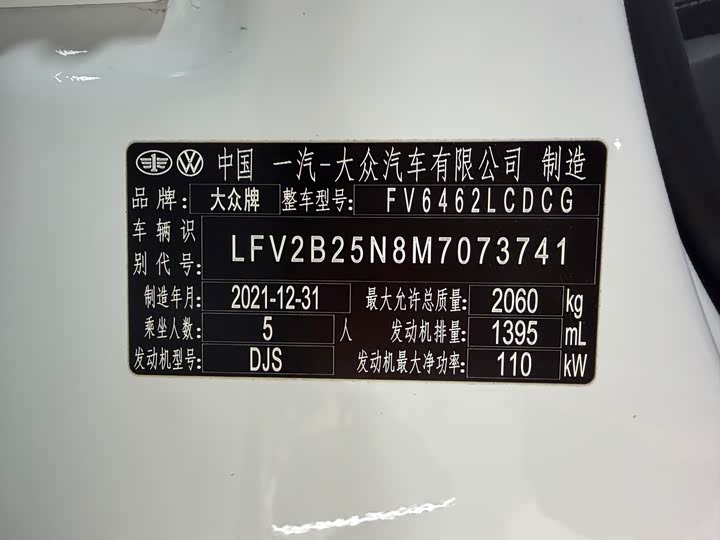 中国 一汽-大众汽车有限公司 制造
品牌: 大众牌 整车型号: FV6462LCDCG
车辆识别代号: LFV2B25N8M7073741
制造年月: 2021-12-31 最大允许总质量: 2060 kg
乘坐人数: 5 人 发动机排量: 1395 mL
发动机型号: DJS 发动机最大净功率: 110 kW